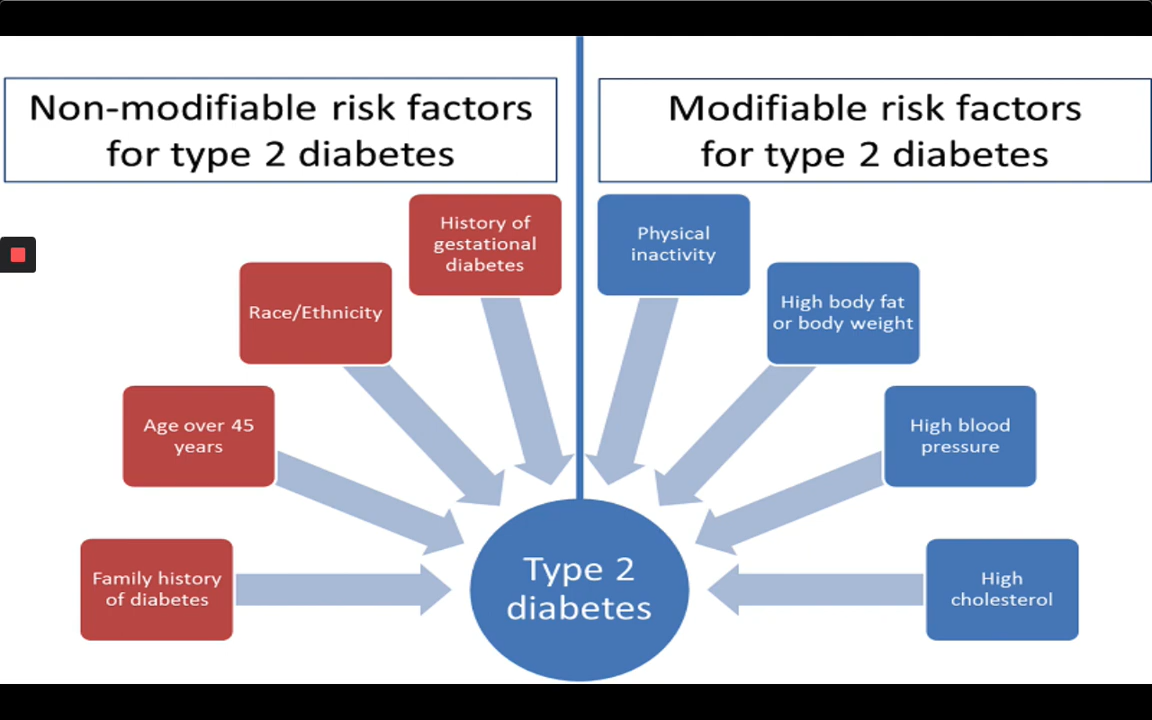 Non-modifiable risk factors
for type 2 diabetes
Modifiable risk factors
for type 2 diabetes
History of
gestational
diabetes
Physical
inactivity
Race/Ethnicity
High body fat
or body weight
Age over 45
years
High blood
pressure
Family history
of diabetes
Type 2
diabetes
High
cholesterol